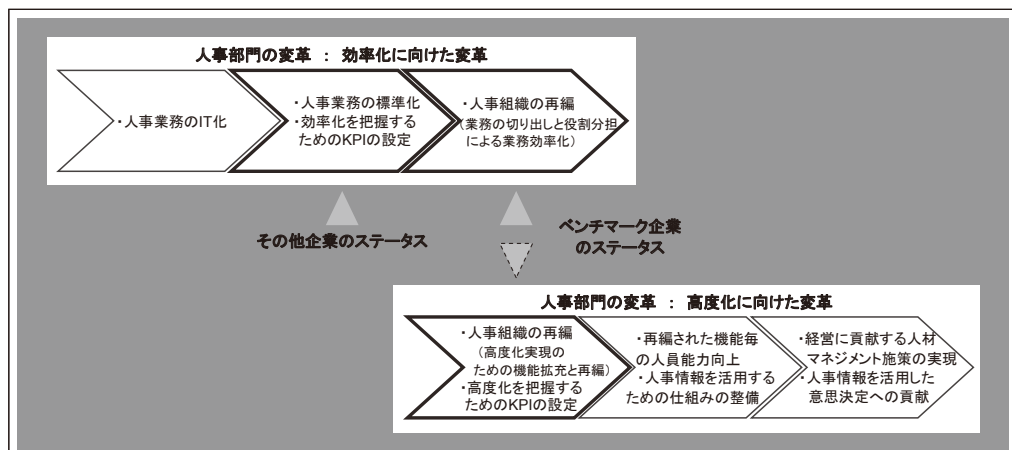 人事部門の変革 : 効率化に向けた変革
・人事業務のIT化
・人事業務の標準化
・効率化を把握する
ためのKPIの設定
・人事組織の再編
(業務の切り出しと役割分担
による業務効率化)
その他企業のステータス
ベンチマーク企業
のステータス
人事部門の変革 : 高度化に向けた変革
・人事組織の再編
(高度化実現の
ための機能拡充と再編)
・高度化を把握する
ためのKPIの設定
・再編された機能毎
の人員能力向上
・人事情報を活用する
ための仕組みの整備
・経営に貢献する人材
マネジメント施策の実現
・人事情報を活用した
意思決定への貢献